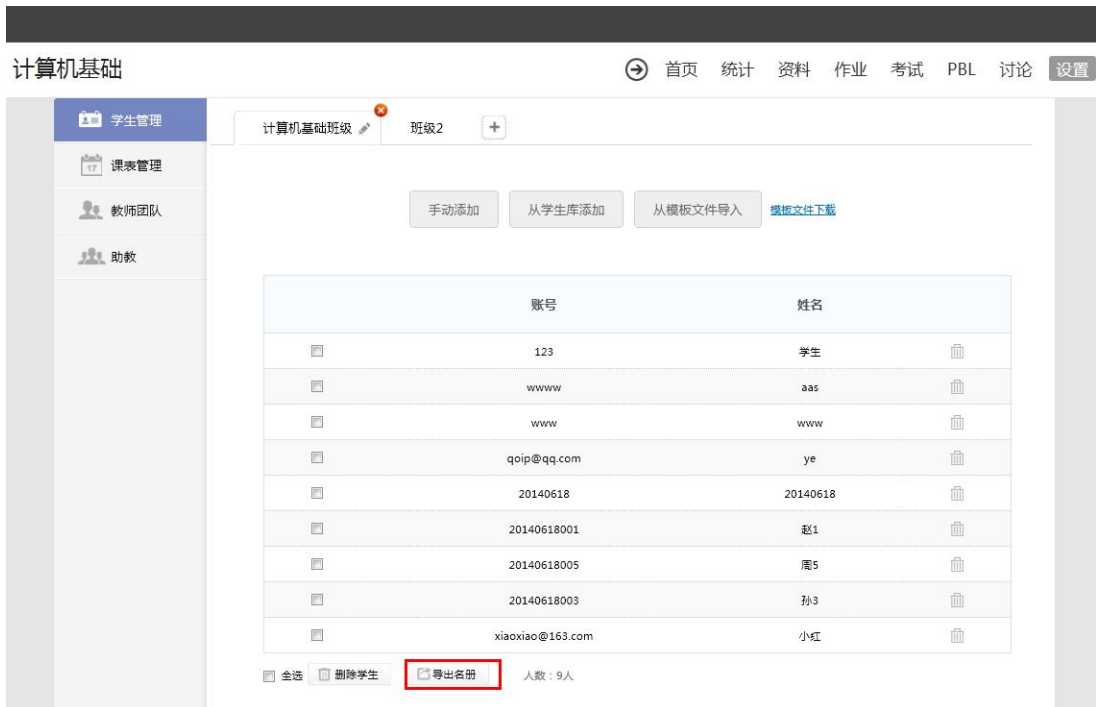 计算机基础 首页 统计 资料 作业 考试 PBL 讨论 设置
学生管理
课表管理
17
教师团队
助教
计算机基础班级 班级2 +
手动添加 从学生库添加 从模板文件导入 模板文件下载
账号 姓名
123 学生
wwww aas
www www
qoip@qq.com ye
20140618 20140618
20140618001 赵1
20140618005 周5
20140618003 孙3
xiaoxiao@163.com 小红
全选 删除学生 导出名册 人数：9人